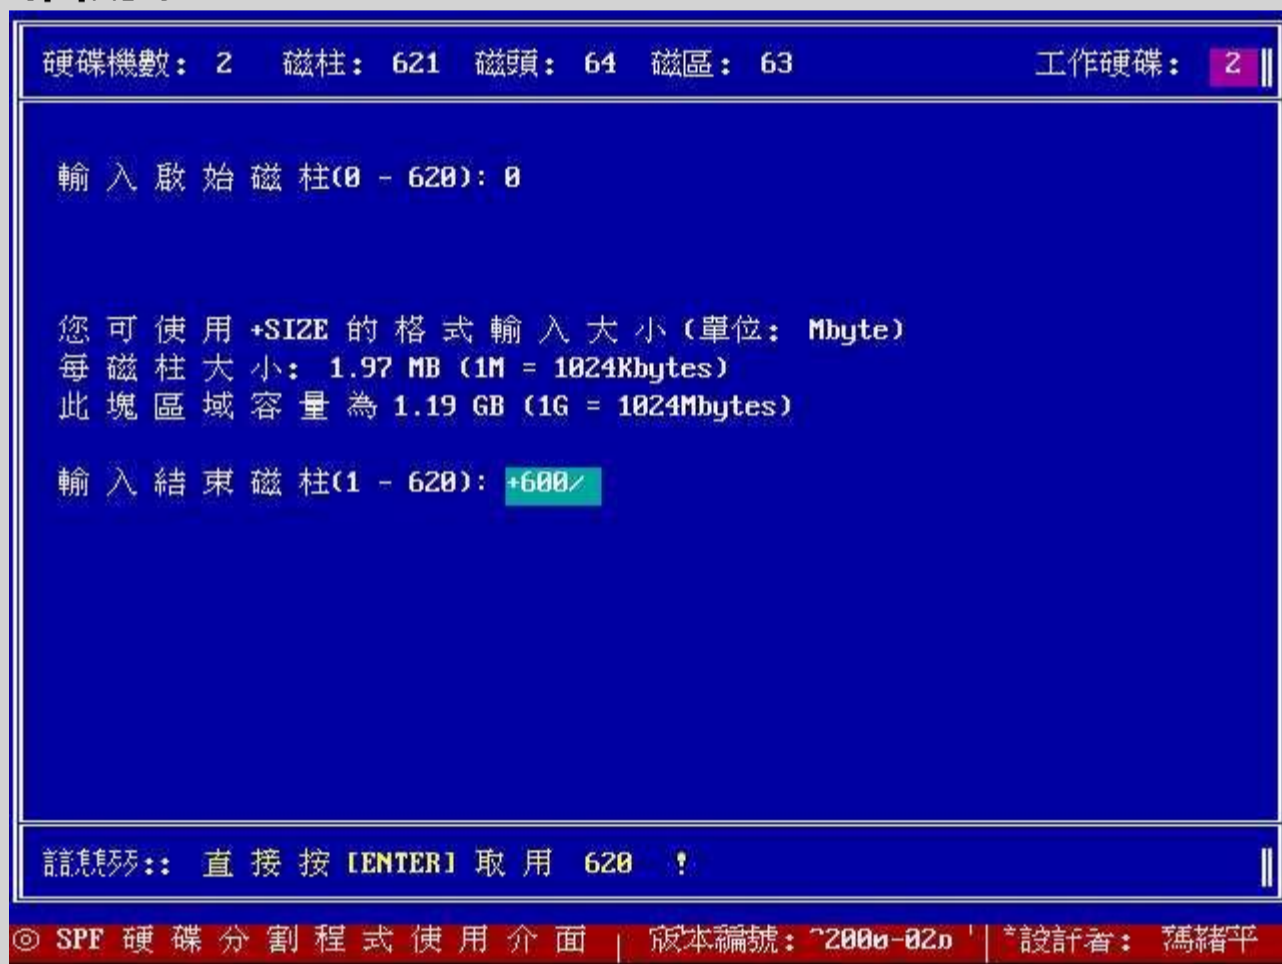 硬碟機數: 2 磁柱: 621 磁頭: 64 磁區: 63 工作硬碟: 2
輸入啟始磁柱(0 - 620): 0
您可使用 +SIZE 的格式輸入大小(單位: Mbyte)
每磁柱大小: 1.97 MB (1M = 1024Kbytes)
此塊區域容量為 1.19 GB (1G = 1024Mbytes)
輸入結束磁柱(1 - 620): +600/
直接按 [ENTER] 取用 620 !
◎ SPF 硬碟分割程式使用介面 | 版本編號: | 設計者: